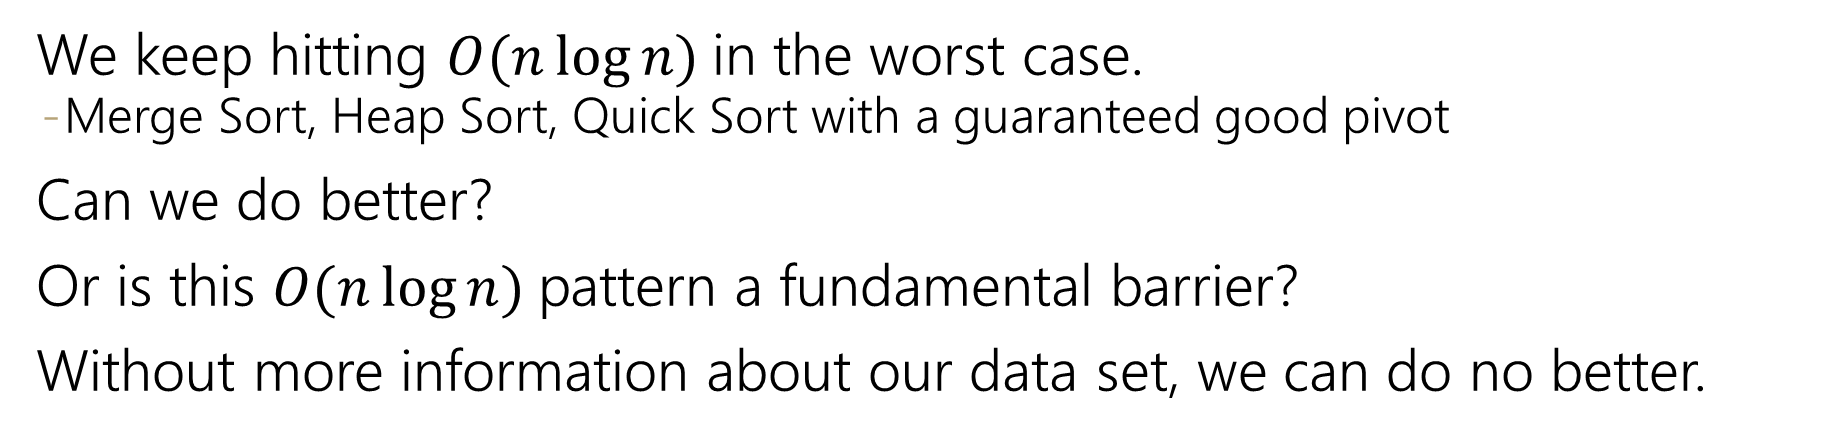 We keep hitting O(n log n) in the worst case.
-Merge Sort, Heap Sort, Quick Sort with a guaranteed good pivot
Can we do better?
Or is this O(n log n) pattern a fundamental barrier?
Without more information about our data set, we can do no better.